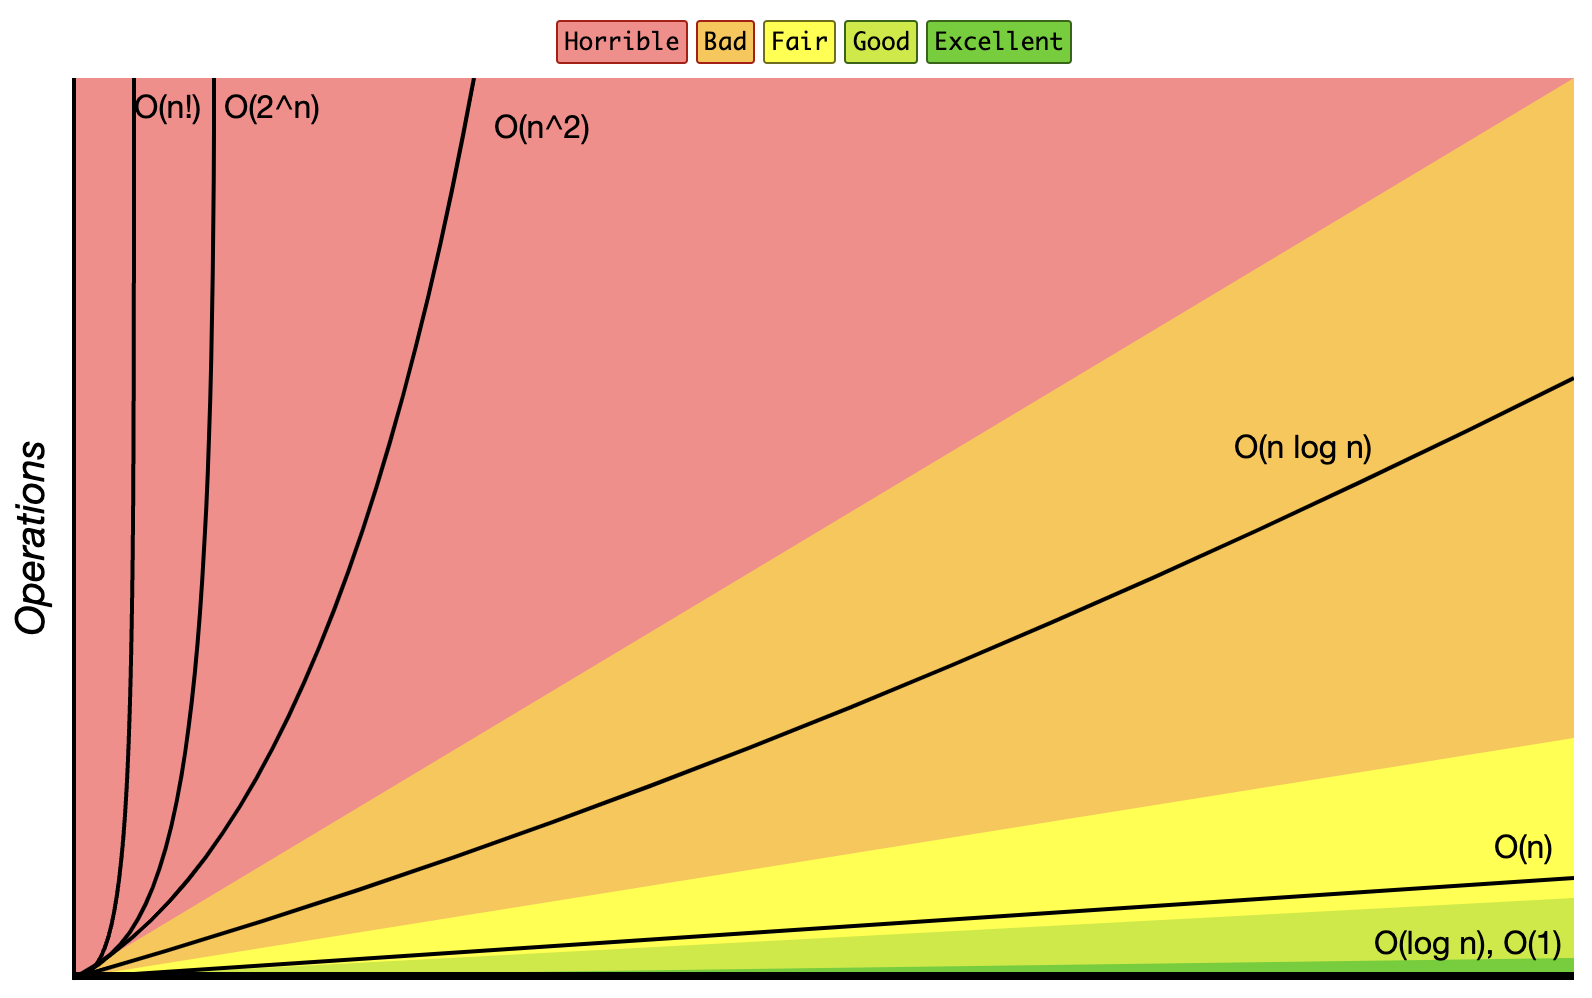 Horrible Bad Fair Good Excellent
O(n!) O(2^n)
O(n^2)
O(n log n)
Operations
O(n)
O(log n), O(1)